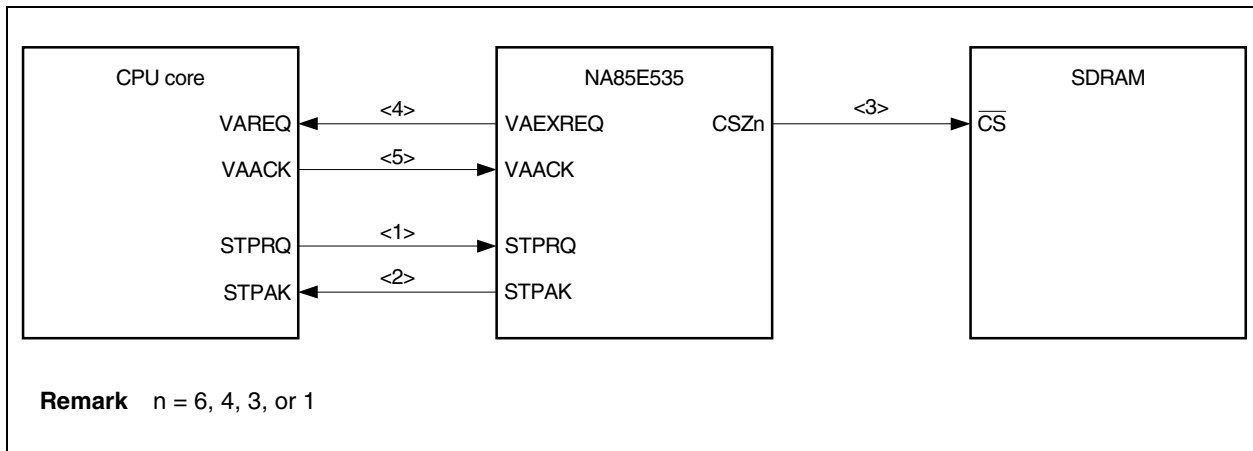 CPU core
NA85E535
SDRAM
VAREQ
<4>
VAEXREQ
CSZn
<3>
CS
VAACK
<5>
VAACK
STPRQ
<1>
STPRQ
STPAK
<2>
STPAK
Remark n = 6, 4, 3, or 1